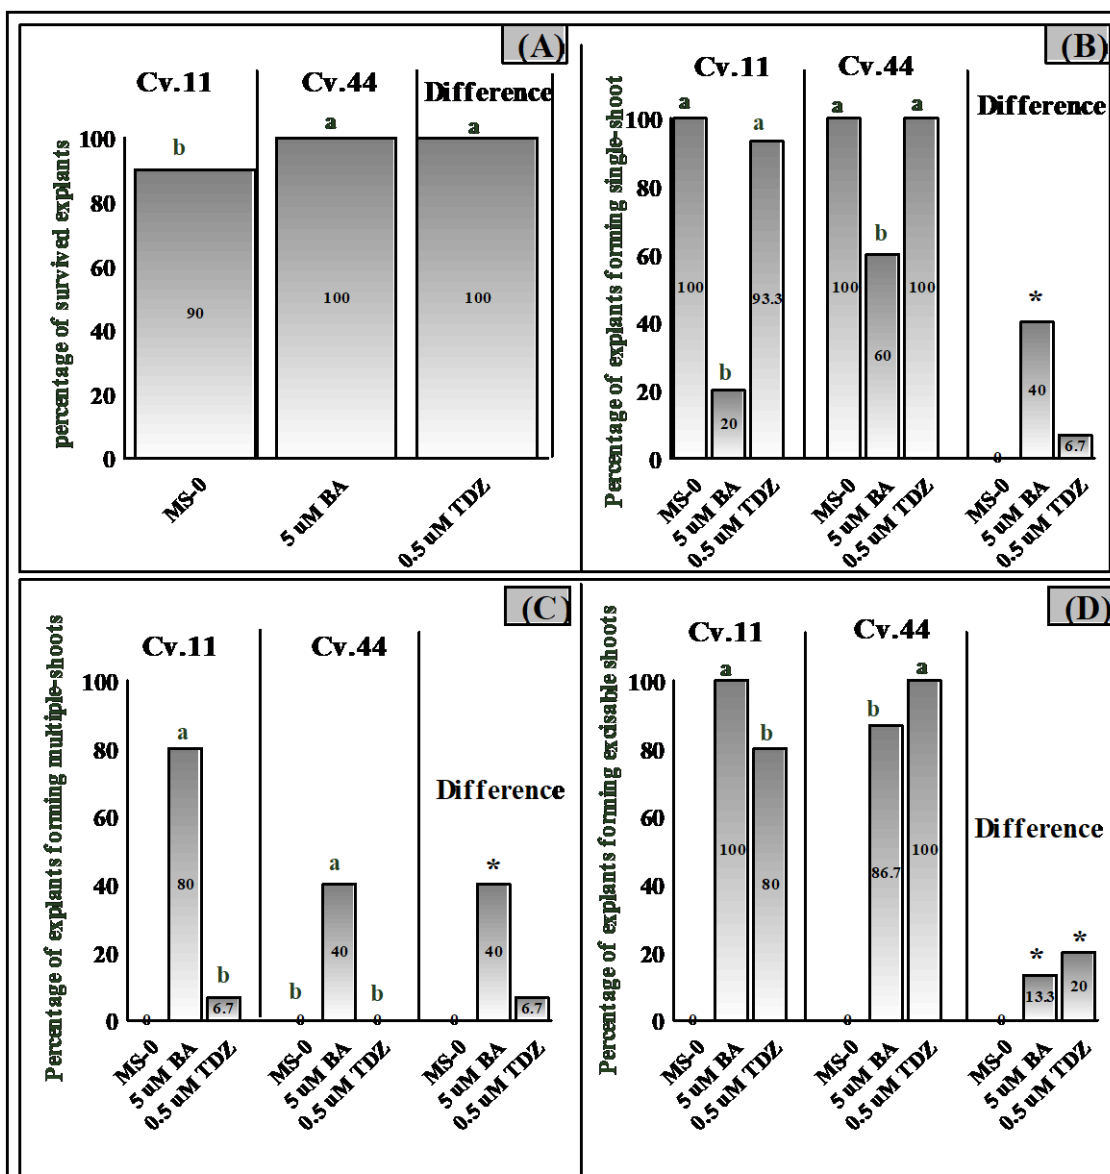 (A)
Cv.11 Cv.44 Difference
percentage of survived explants
b a a
100
80
60
40
20
0
90 100 100
MS-0 5 uM BA 0.5 uM TDZ
(B)
Cv.11 Cv.44
Difference
Percentage of explants forming single-shoot
a a a a
b b *
100
80
60
40
20
0
100 20 93.3 100 60 100 0 40 6.7
MS-0 5 uM BA 0.5 uM TDZ MS-0 5 uM BA 0.5 uM TDZ MS-0 5 uM BA 0.5 uM TDZ
(C)
Cv.11 Cv.44
Difference
Percentage of explants forming multiple-shoots
a b b a b *
100
80
60
40
20
0
0 80 6.7 0 40 0 0 40 6.7
MS-0 5 uM BA 0.5 uM TDZ MS-0 5 uM BA 0.5 uM TDZ MS-0 5 uM BA 0.5 uM TDZ
(D)
Cv.11 Cv.44
Difference
Percentage of explants forming excisable shoots
a b b a * *
100
80
60
40
20
0
0 100 80 0 86.7 100 0 13.3 20
MS-0 5 uM BA 0.5 uM TDZ MS-0 5 uM BA 0.5 uM TDZ MS-0 5 uM BA 0.5 uM TDZ